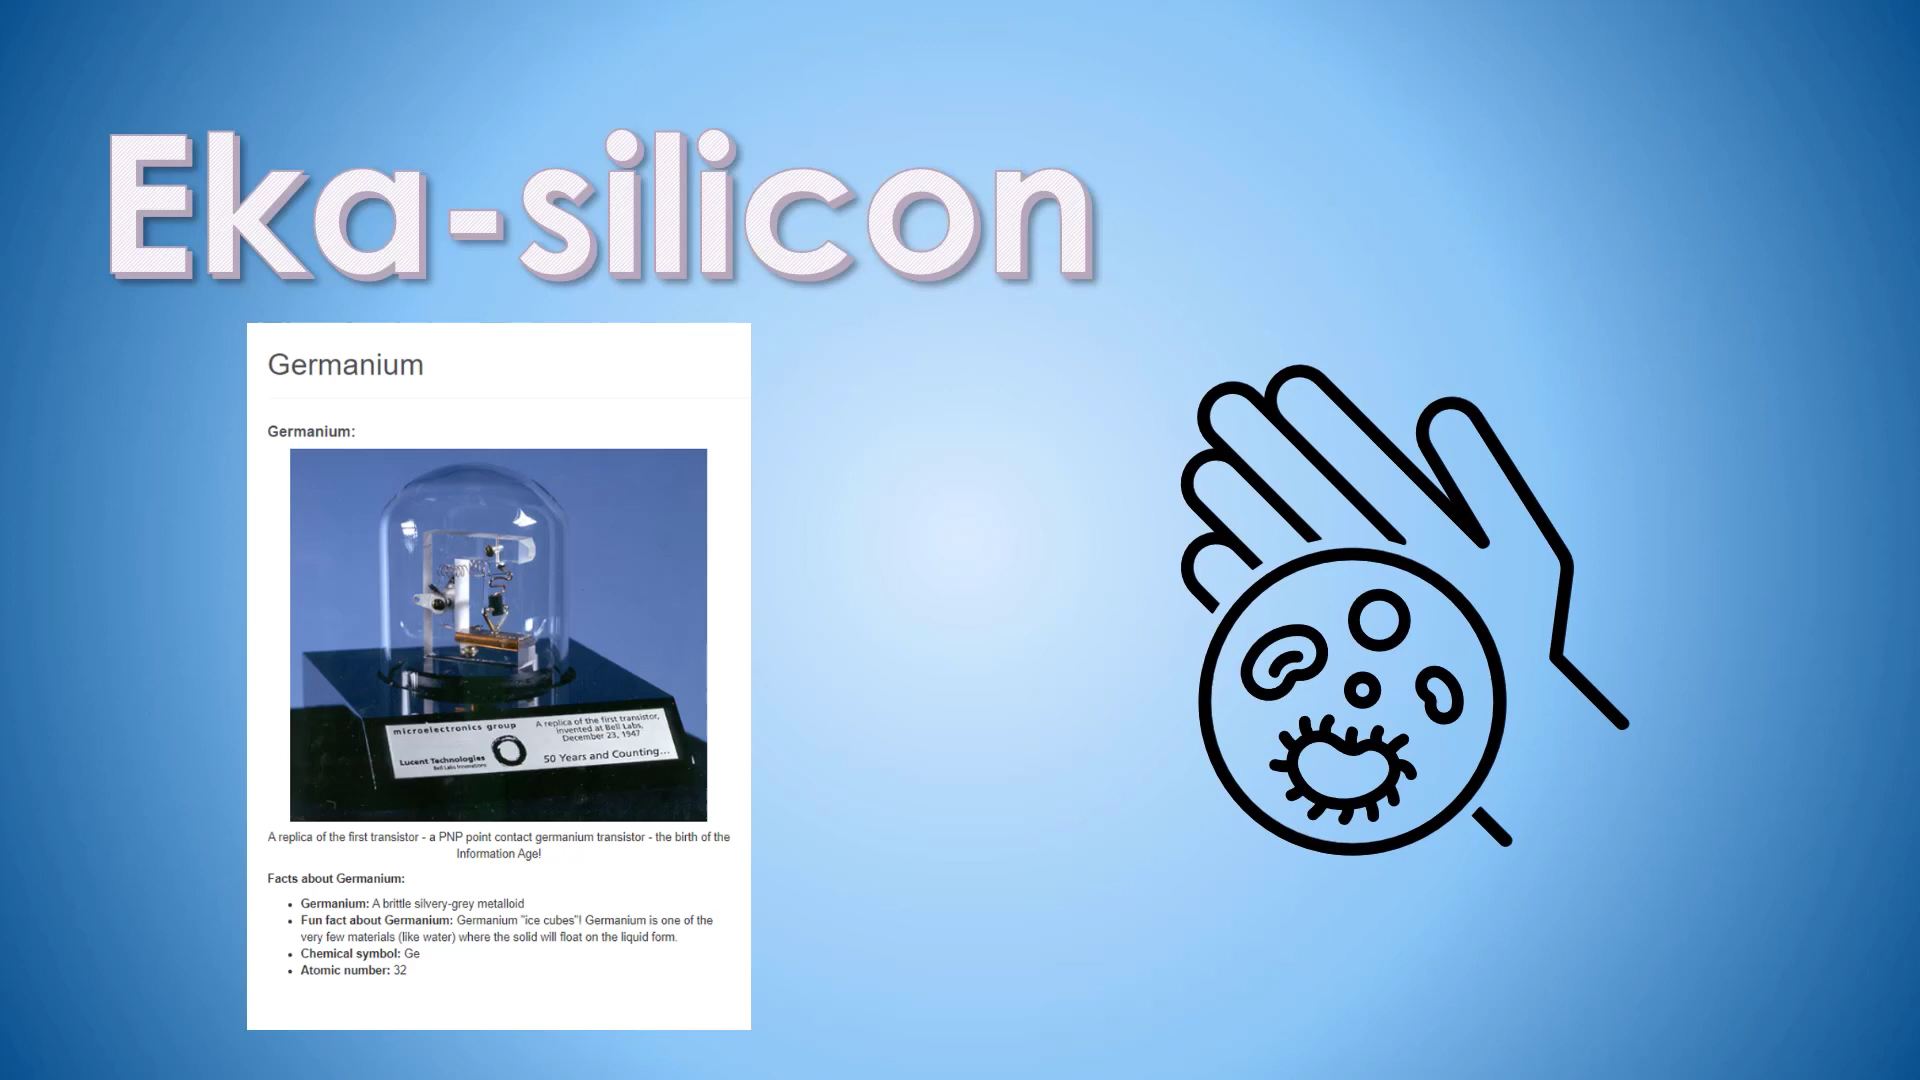 Eka-silicon
Germanium
Germanium:
microelectronics group
Lucent Technologies
Bell Labs Innovations
A replica of the first transistor,
invented at Bell Labs,
December 23, 1947
50 Years and Counting...
A replica of the first transistor - a PNP point contact germanium transistor - the birth of the
Information Age!
Facts about Germanium:
• Germanium: A brittle silvery-grey metalloid
• Fun fact about Germanium: Germanium "ice cubes"! Germanium is one of the
very few materials (like water) where the solid will float on the liquid form.
• Chemical symbol: Ge
• Atomic number: 32